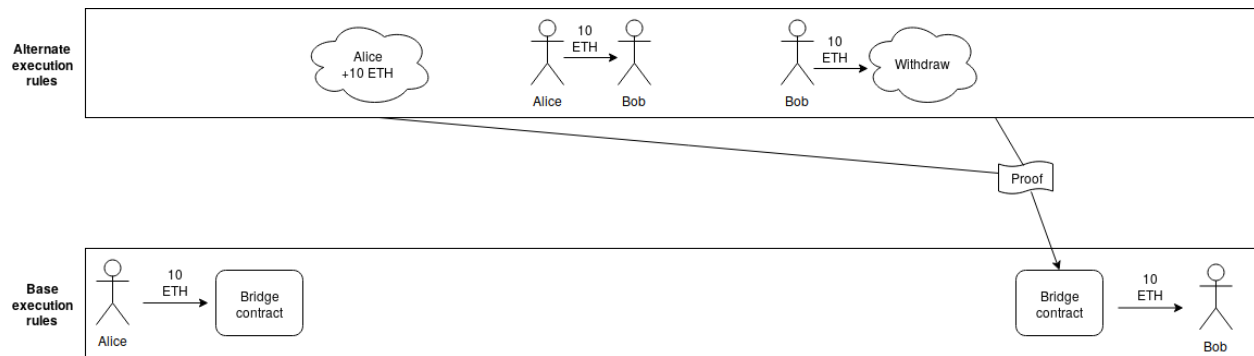 Alternate
execution
rules
Alice
+10 ETH
10
ETH
Alice
Bob
10
ETH
Bob
Withdraw
Proof
Base
execution
rules
10
ETH
Alice
Bridge
contract
Bridge
contract
10
ETH
Bob